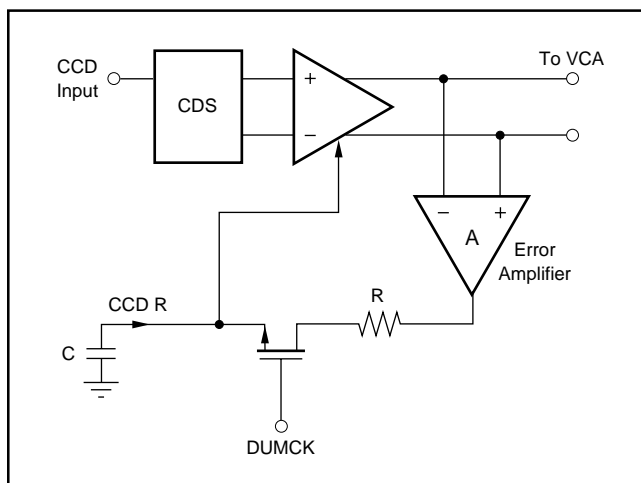 CCD
Input
CDS
+
−
To VCA
−
+
A
Error
Amplifier
CCD R
R
C
DUMCK